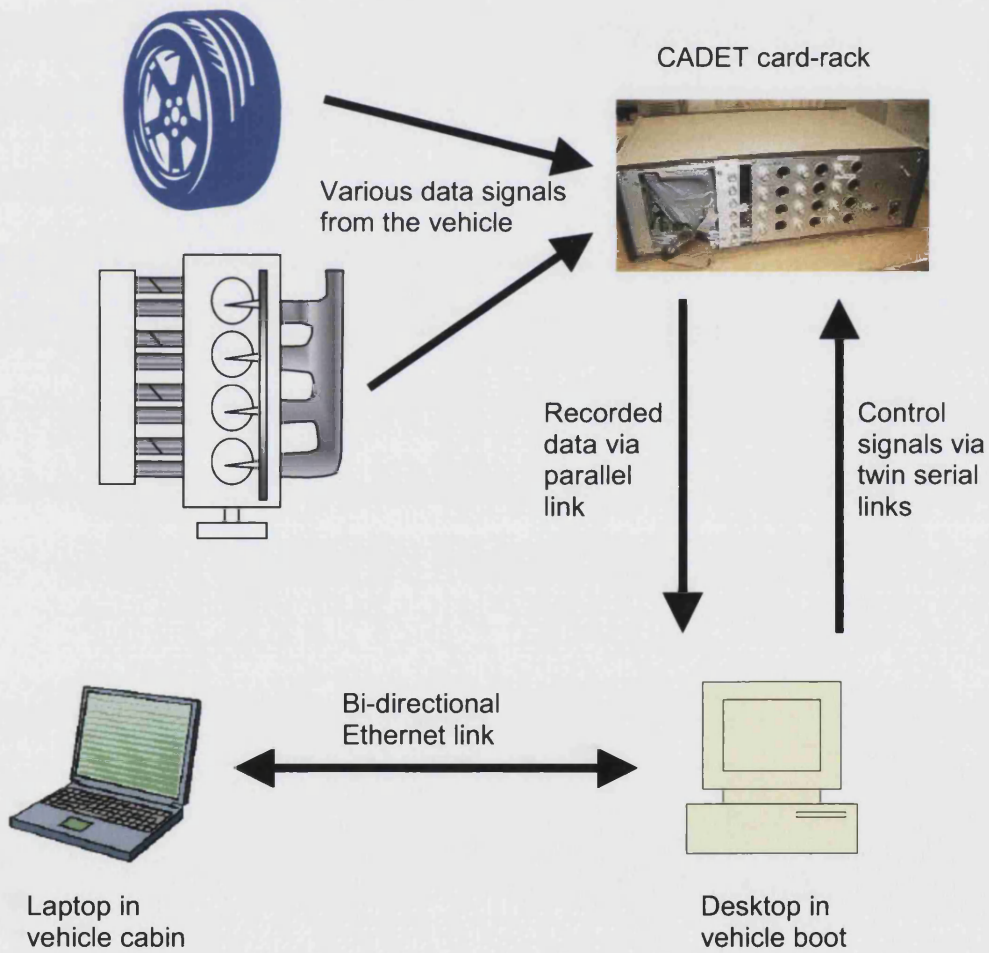 CADET card-rack
Various data signals
from the vehicle
Recorded
data via
parallel
link
Control
signals via
twin serial
links
Bi-directional
Ethernet link
Laptop in
vehicle cabin
Desktop in
vehicle boot